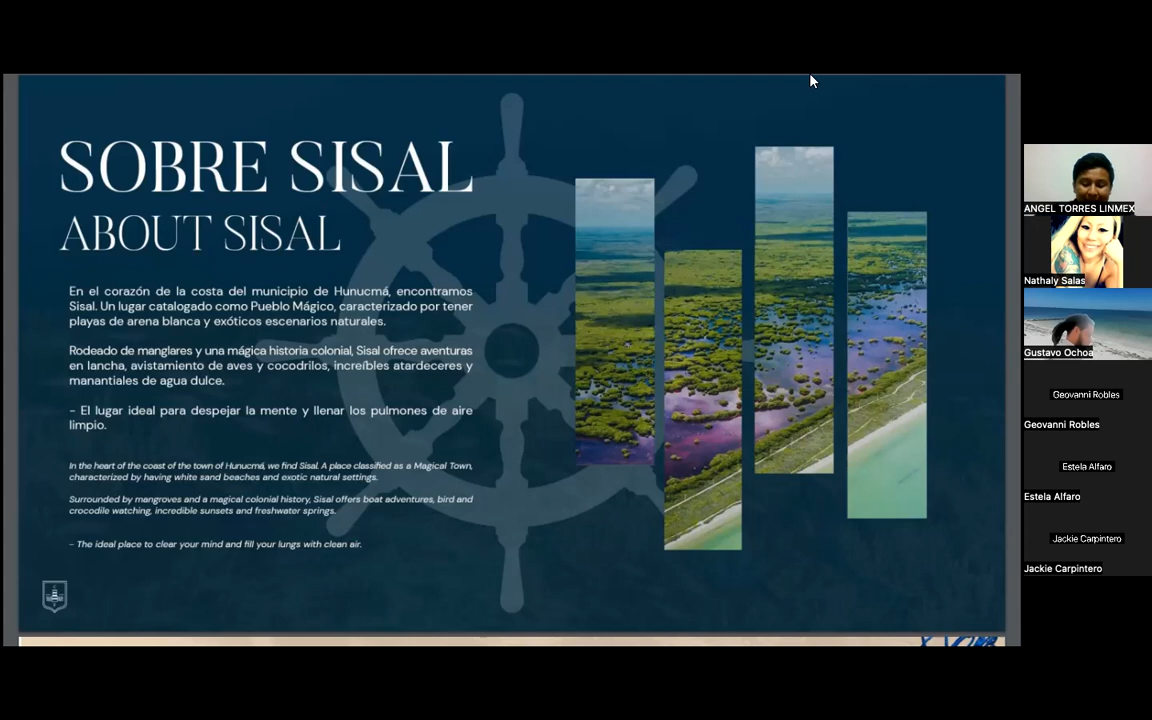 SOBRE SISAL
ABOUT SISAL
En el corazón de la costa del municipio de Hunucmá, encontramos
Sisal. Un lugar catalogado como Pueblo Mágico, caracterizado por tener
playas de arena blanca y exóticos escenarios naturales.
Rodeado de manglares y una mágica historia colonial, Sisal ofrece aventuras
en lancha, avistamiento de aves y cocodrilos, increíbles atardeceres y
manantiales de agua dulce.
- El lugar ideal para despejar la mente y llenar los pulmones de aire
limpio.
In the heart of the coast of the town of Hunucmá, we find Sisal. A place classified as a Magical Town,
characterized by having white sand beaches and exotic natural settings.
Surrounded by mangroves and a magical colonial history, Sisal offers boat adventures, bird and
crocodile watching, incredible sunsets and freshwater springs.
- The ideal place to clear your mind and fill your lungs with clean air.
ANGEL TORRES LINMEX
Nathaly Salas
Gustavo Ochoa
Geovanni Robles
Geovanni Robles
Estela Alfaro
Estela Alfaro
Jackie Carpintero
Jackie Carpintero